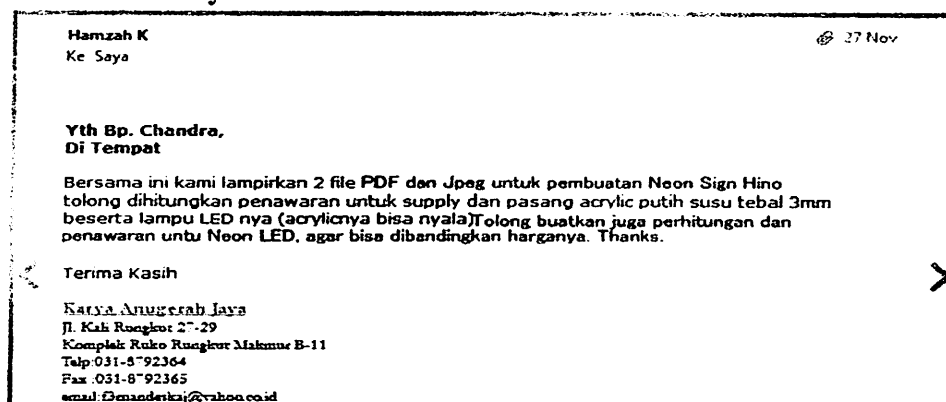 Hamzah K
27 Nov
Ke Saya
Yth Bp. Chandra,
Di Tempat
Bersama ini kami lampirkan 2 file PDF dan Jpeg untuk pembuatan Neon Sign Hino
tolong dihitungkan penawaran untuk supply dan pasang acrylic putih susu tebal 3mm
beserta lampu LED nya (acrylicnya bisa nyala)Tolong buatkan juga perhitungan dan
penawaran untu Neon LED, agar bisa dibandingkan harganya. Thanks.
Terima Kasih
Karya Anugerah Jaya
Jl. Kali Rungkut 27-29
Komplek Ruko Rungkut Makmur B-11
Telp:031-8792364
Fax :031-8792365
email: